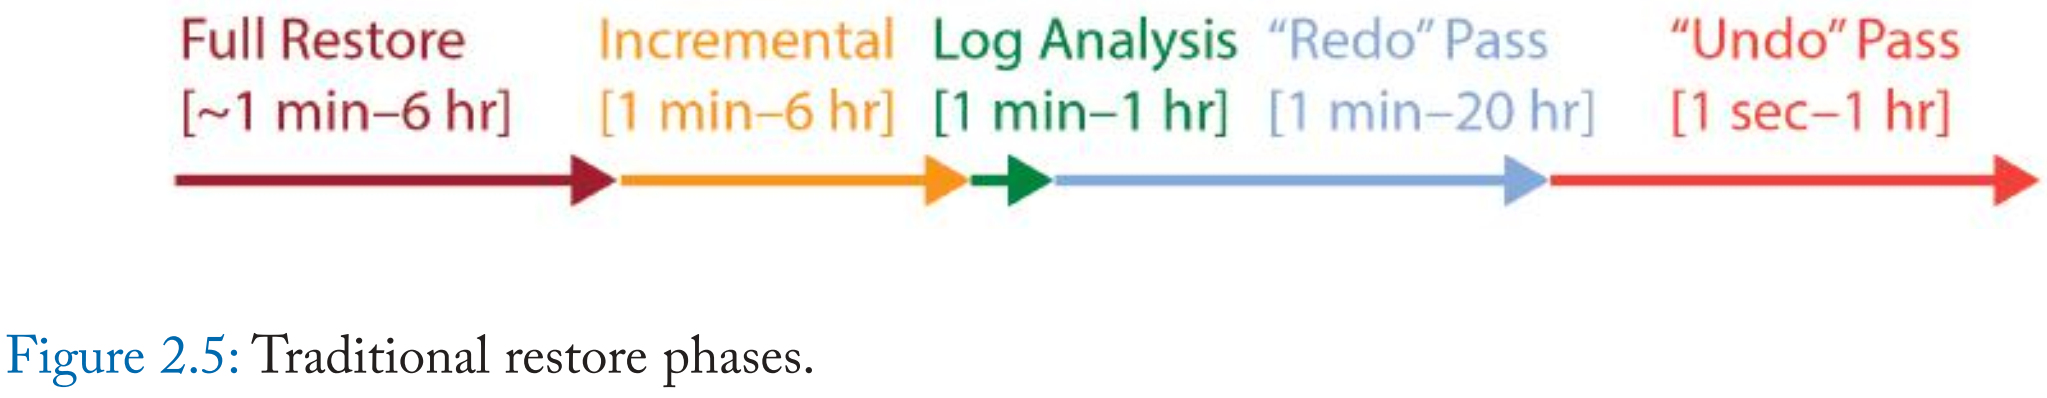 Full Restore
[~1 min–6 hr]
Incremental
[1 min–6 hr]
Log Analysis
[1 min–1 hr]
“Redo” Pass
[1 min–20 hr]
“Undo” Pass
[1 sec–1 hr]
Figure 2.5: Traditional restore phases.